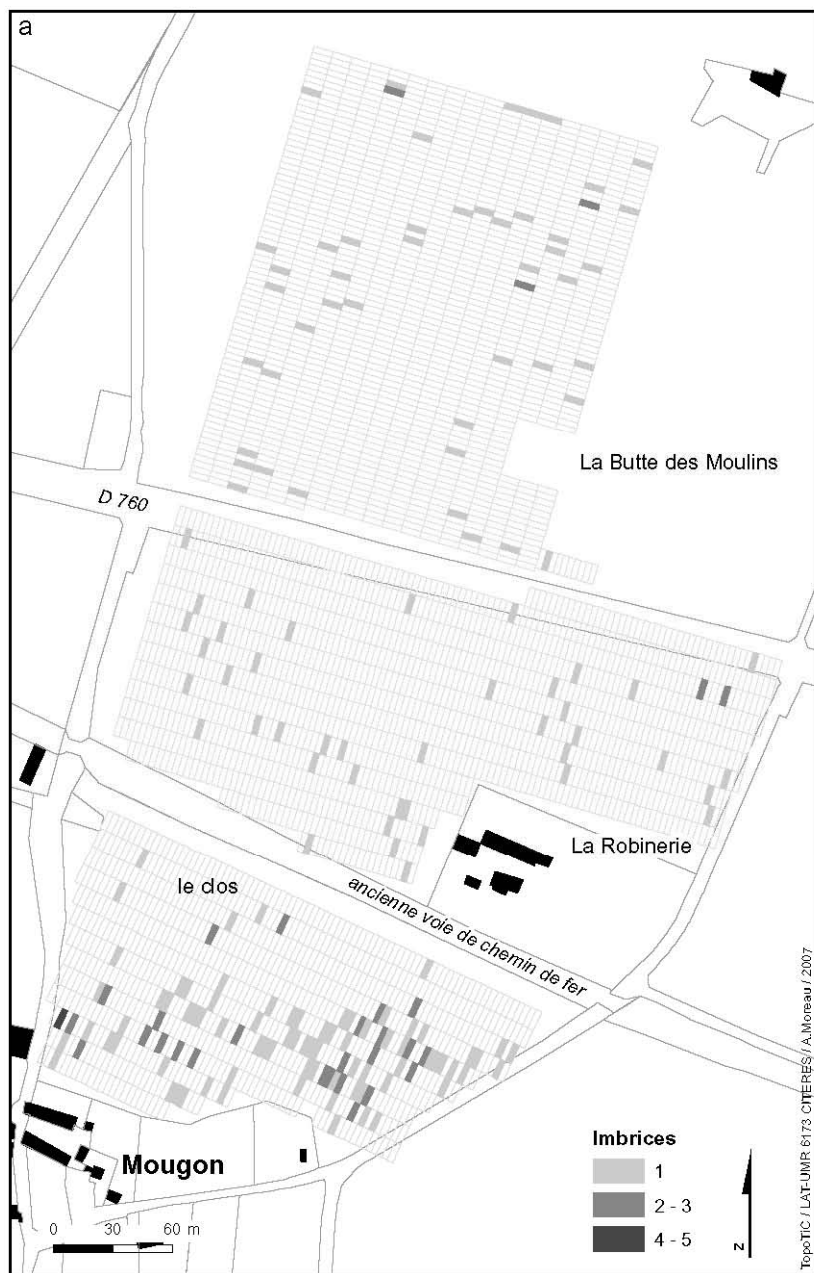 a
La Butte des Moulins
D 760
La Robinerie
le clos
ancienne voie de chemin de fer
Mougon
0 30 60 m
Imbrices
1
2 - 3
4 - 5
N
TopoTiC / LAT-UMR 6173 CITERES / A.Moreau / 2007